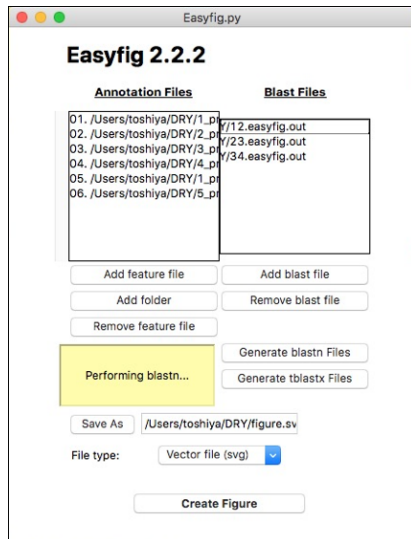 Easyfig.py
Easyfig 2.2.2
Annotation Files
Blast Files
01. /Users/toshiya/DRY/1_pr
02. /Users/toshiya/DRY/2_pr
03. /Users/toshiya/DRY/3_pr
04. /Users/toshiya/DRY/4_pr
05. /Users/toshiya/DRY/1_pr
06. /Users/toshiya/DRY/5_pr
Y/12.easyfig.out
Y/23.easyfig.out
Y/34.easyfig.out
Add feature file
Add blast file
Add folder
Remove blast file
Remove feature file
Generate blastn Files
Performing blastn...
Generate tblastx Files
Save As
/Users/toshiya/DRY/figure.sv
File type:
Vector file (svg)
Create Figure